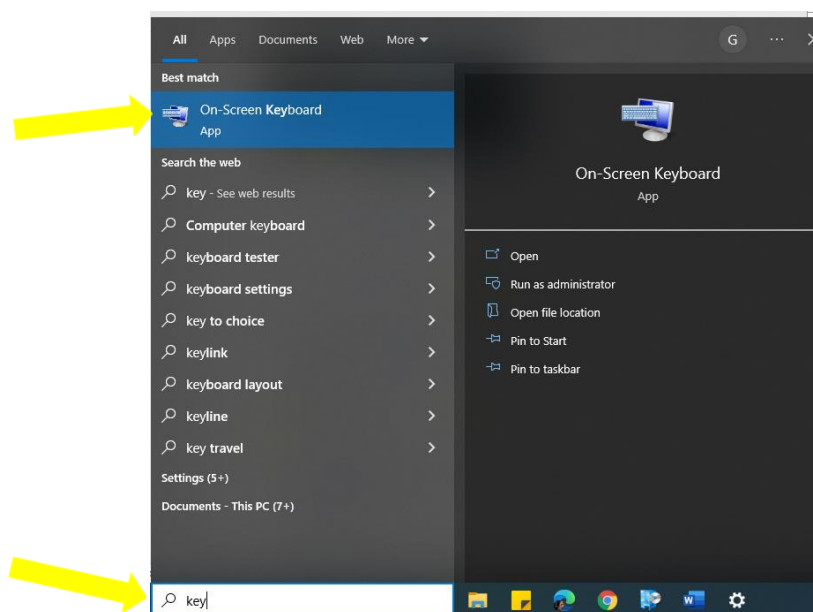 All Apps Documents Web More
G
Best match
On-Screen Keyboard
App
Search the web
key - See web results
Computer keyboard
keyboard tester
keyboard settings
key to choice
keylink
keyboard layout
keyline
key travel
Settings (5+)
Documents - This PC (7+)
key
On-Screen Keyboard
App
Open
Run as administrator
Open file location
Pin to Start
Pin to taskbar